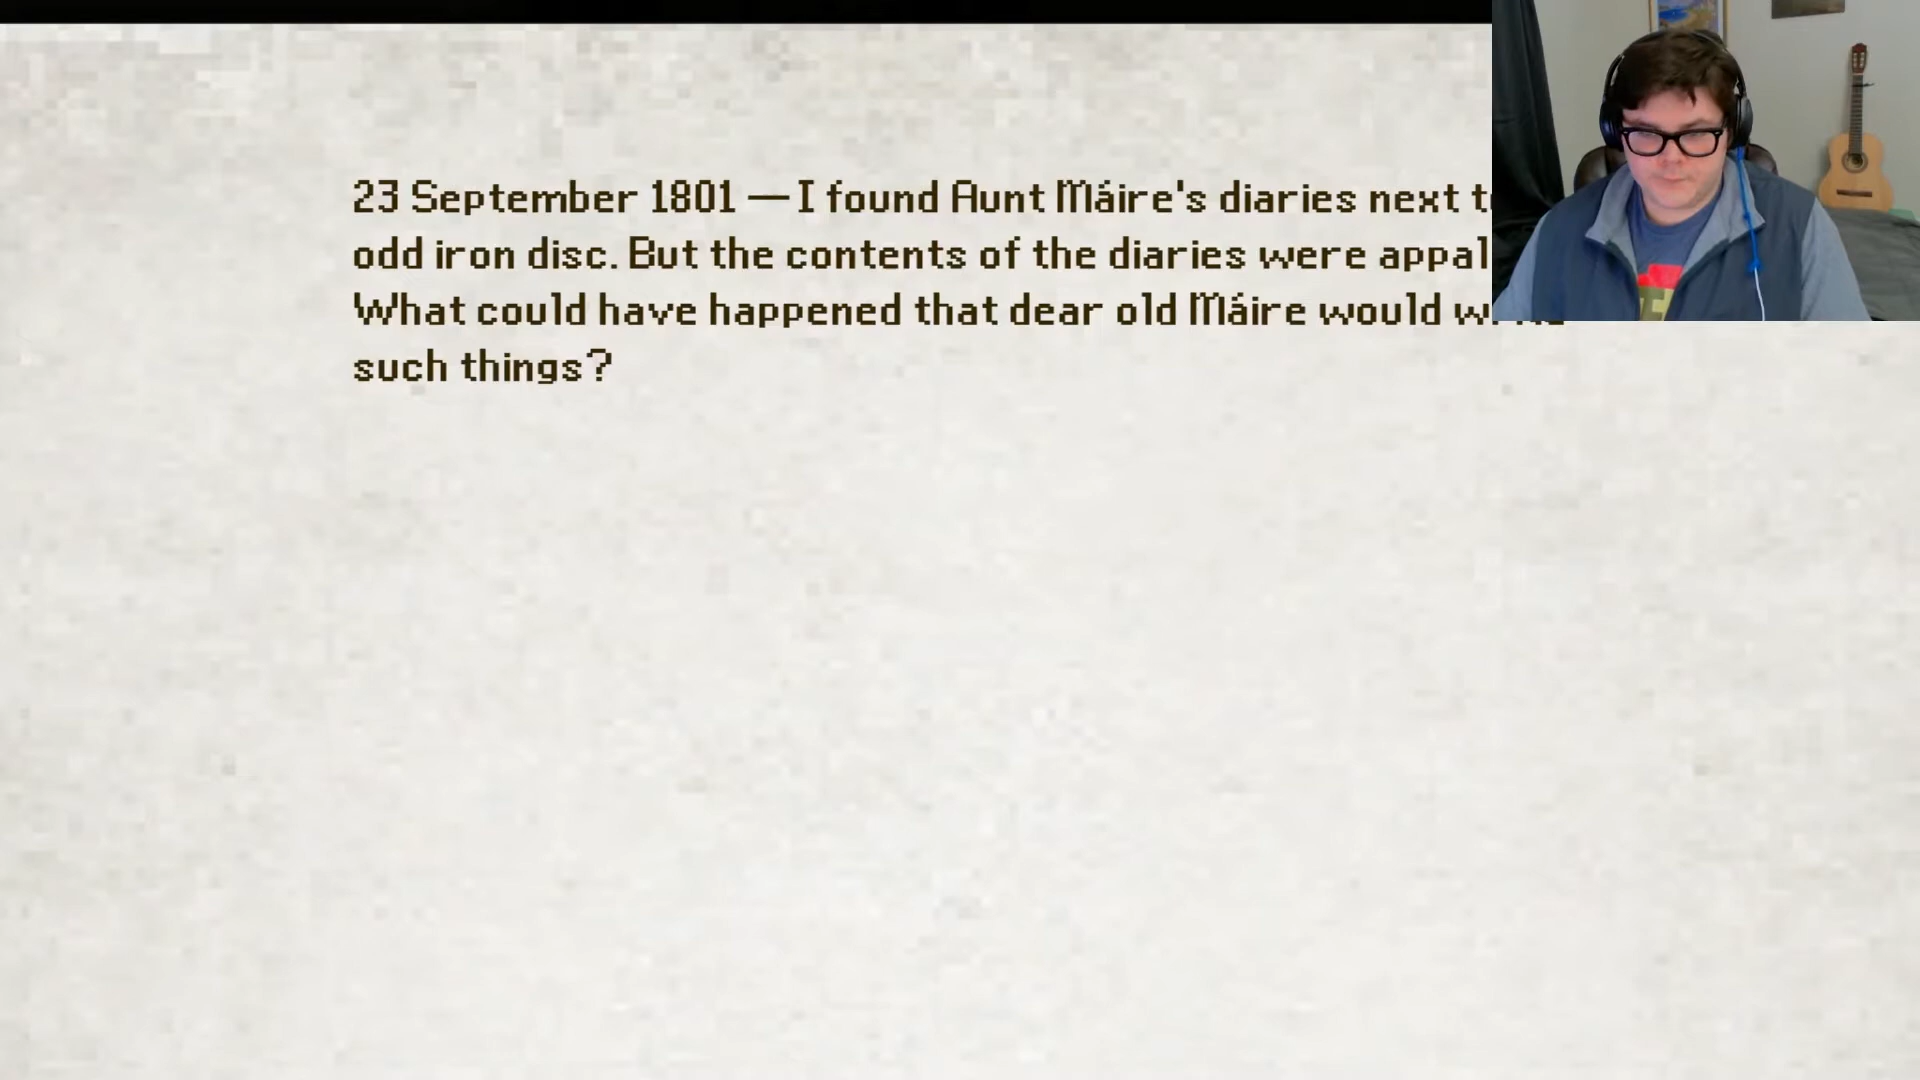 23 September 1801 — I found Aunt Máire's diaries next
odd iron disc. But the contents of the diaries were
What could have happened that dear old Máire would
such things?